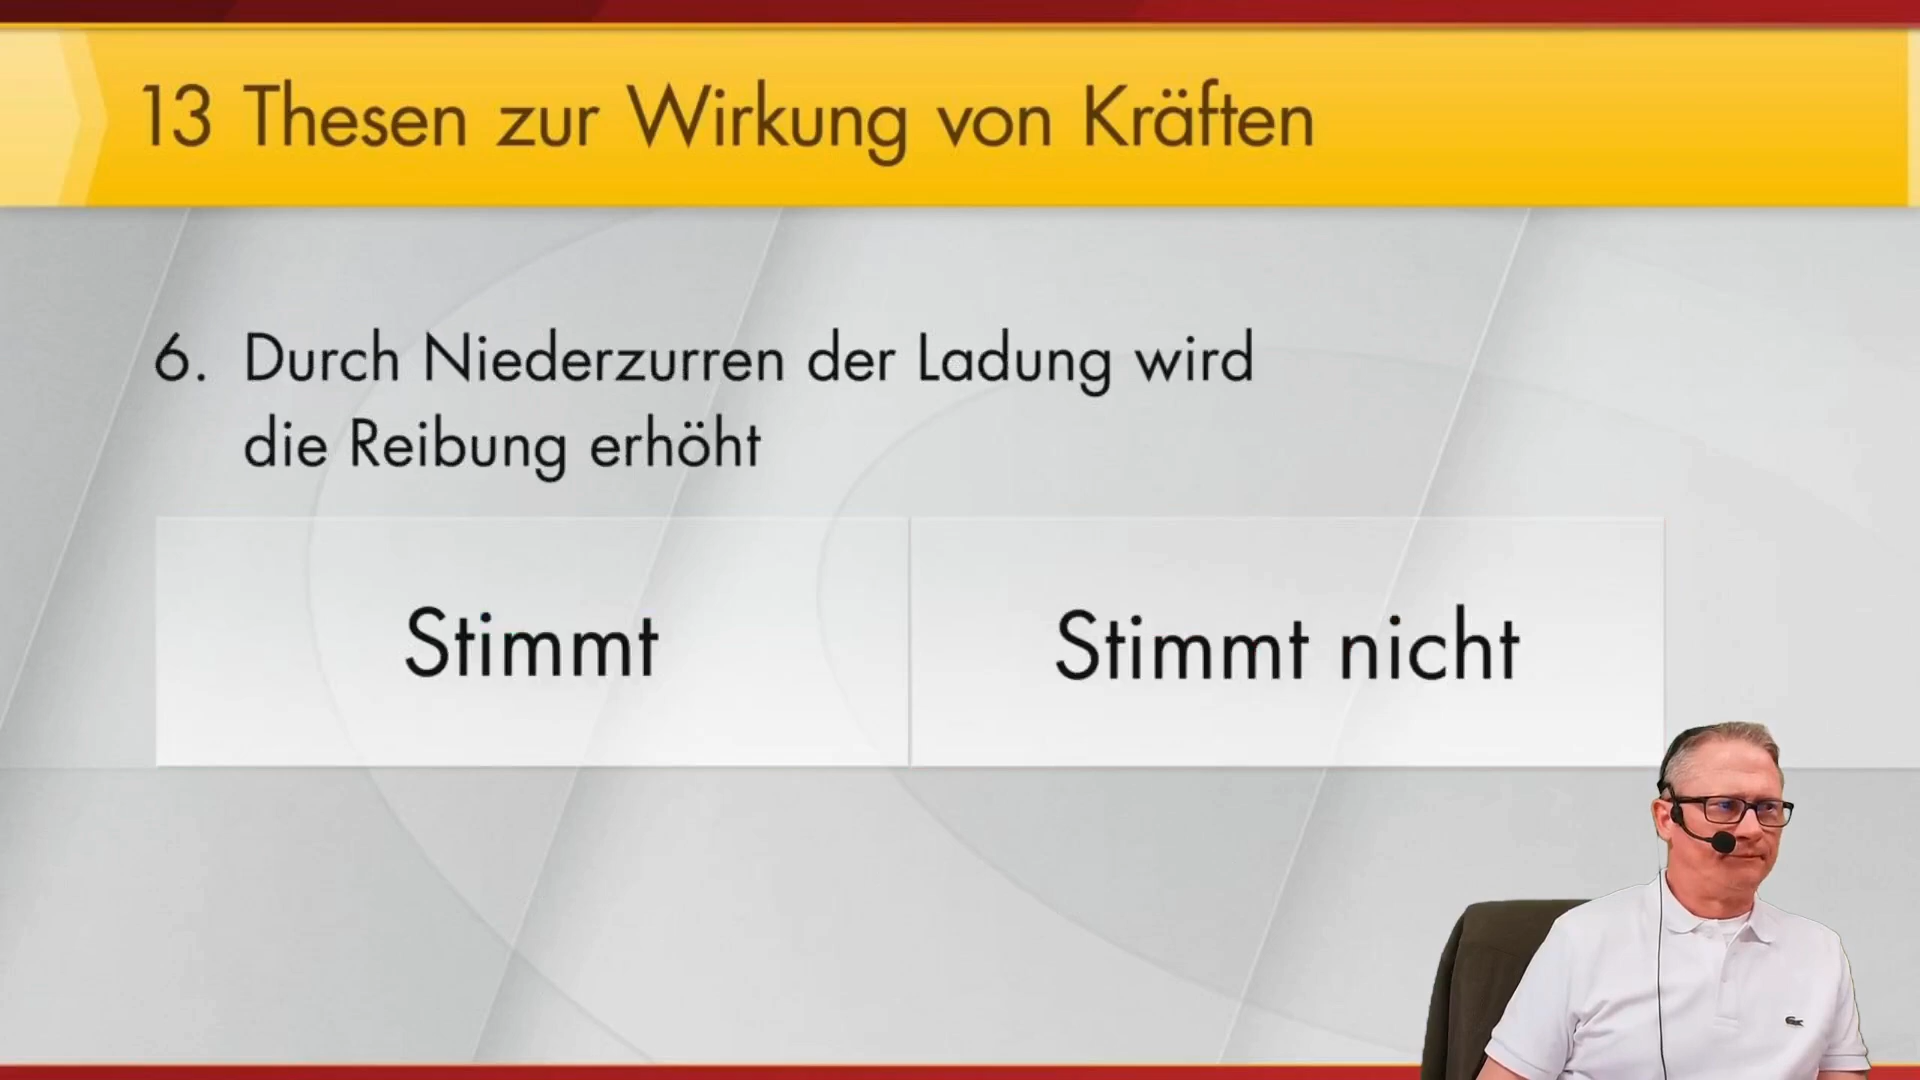 13 Thesen zur Wirkung von Kräften
6. Durch Niederzurren der Ladung wird
die Reibung erhöht
Stimmt
Stimmt nicht